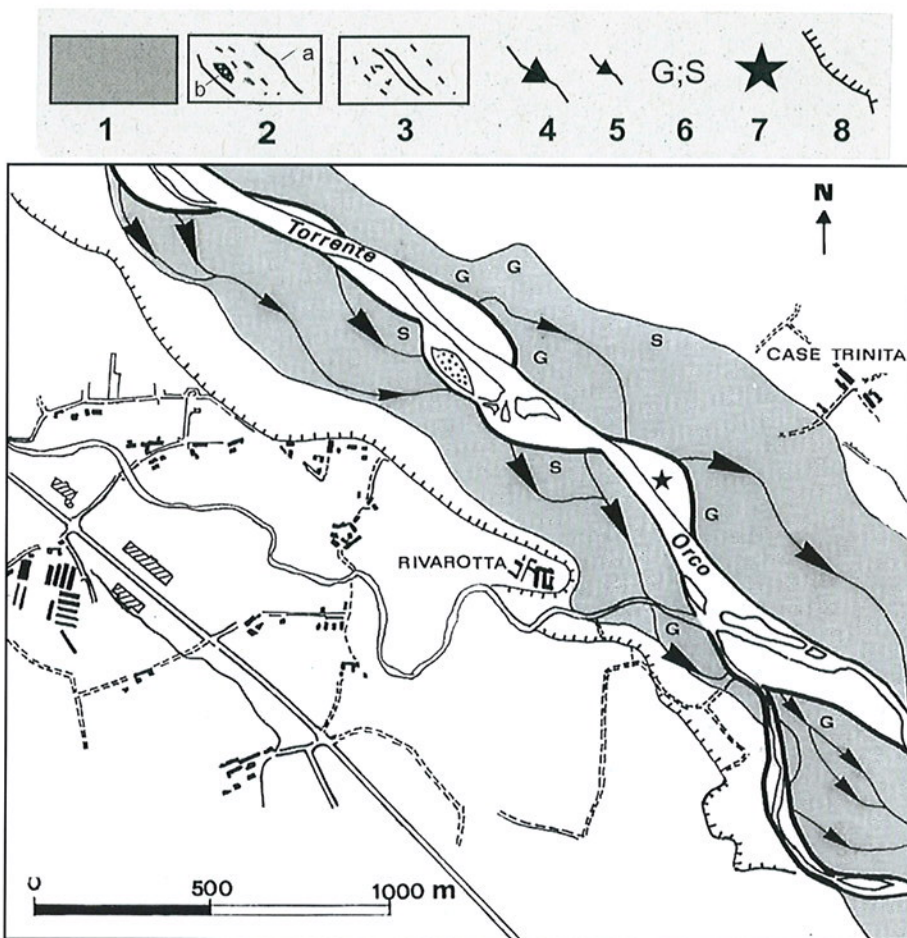 a
b
G;S
1 2 3 4 5 6 7 8
N
Torrente
G G
S
S
G
CASE TRINITA
S
G
RIVAROTTA
Orco
G
G
0 500 1000 m